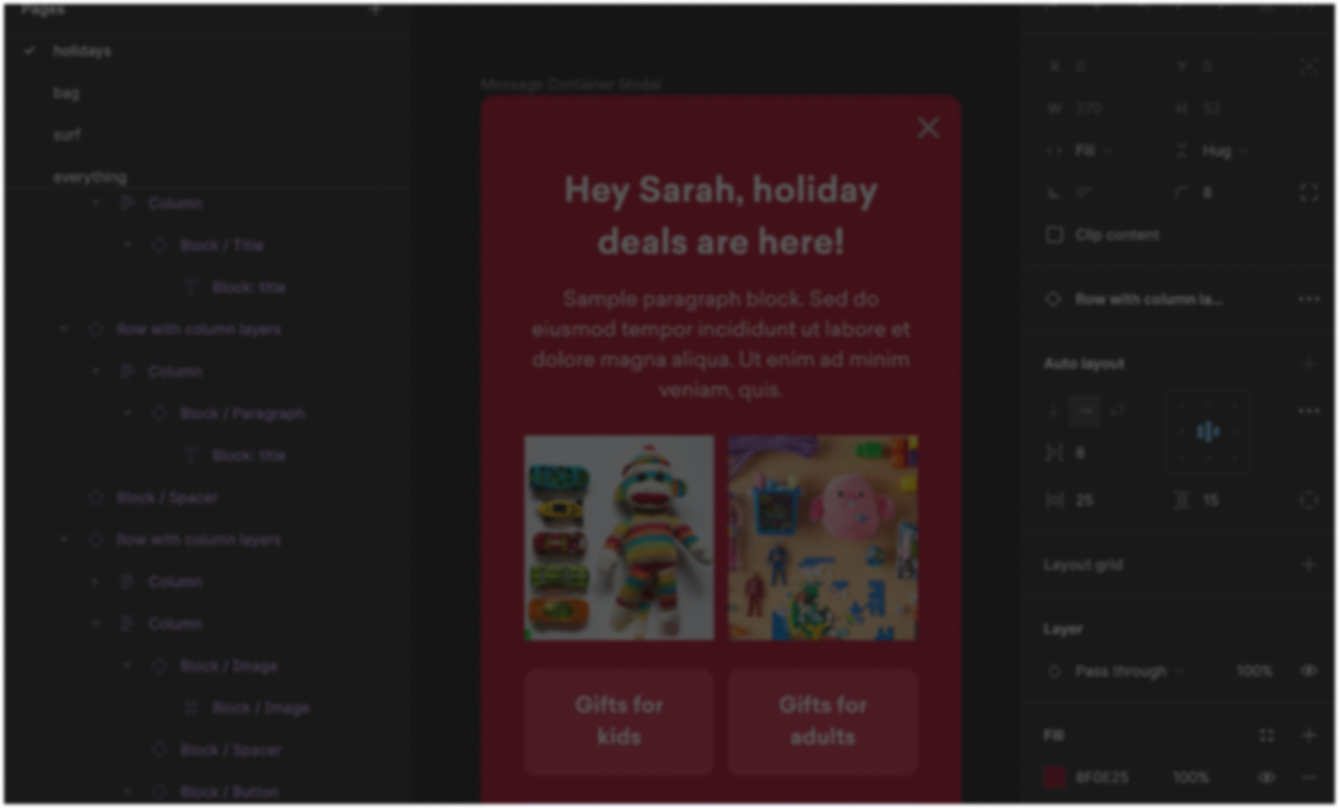 Pages
holidays
bag
surf
everything
Column
Block / Title
Block: title
Row with column layers
Column
Block / Paragraph
Block: title
Block / Spacer
Row with column layers
Column
Column
Block / Image
Block / Image
Block / Spacer
Block / Button
Message Container Modal
Hey Sarah, holiday
deals are here!
Sample paragraph block. Sed do
eiusmod tempor incididunt ut labore et
dolore magna aliqua. Ut enim ad minim
veniam, quis.
Gifts for
kids
Gifts for
adults
X 0 Y 0
W 270 H 52
Fill Hug
0° 8
Clip content
Row with column la...
Auto layout
8
25 15
Layout grid
Layer
Pass through 100%
Fill
8F0E25 100%